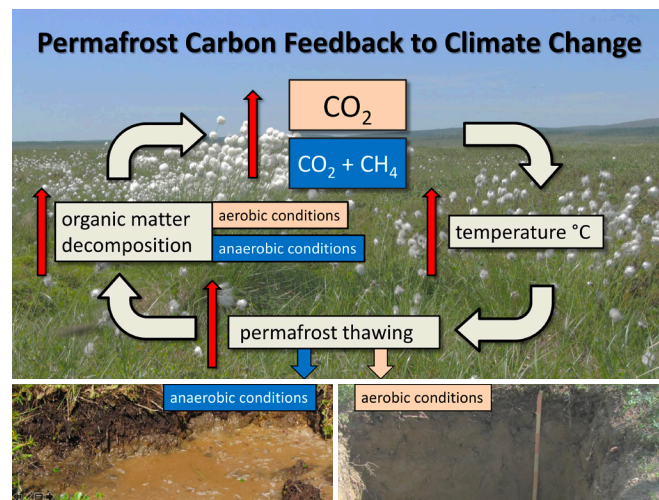 Permafrost Carbon Feedback to Climate Change
CO₂
CO₂ + CH₄
organic matter
decomposition
aerobic conditions
anaerobic conditions
temperature °C
permafrost thawing
anaerobic conditions
aerobic conditions